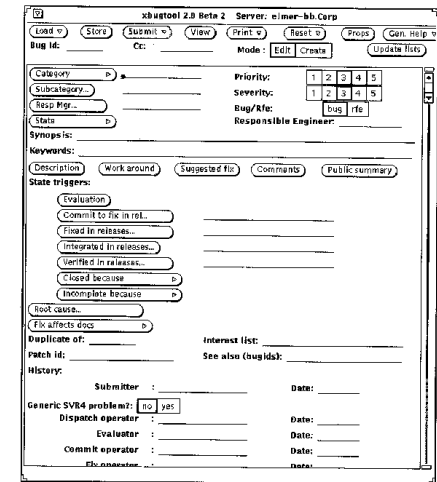 xbugtool 2.0 Beta 2 Server: elmer-bb.Corp
Load Store Submit View Print Reset Props Gen. Help
Bug Id: Cc: Mode: Edit Create Update lists
Category Priority: 1 2 3 4 5
Subcategory... Severity: 1 2 3 4 5
Resp Mgr... Bug/Rfe: bug rfe
State Responsible Engineer:
Synopsis:
Keywords:
Description Work around Suggested fix Comments Public summary
State triggers:
Evaluation
Commit to fix in rel...
Fixed in releases...
Integrated in releases...
Verified in releases...
Closed because
Incomplete because
Root cause...
Fix affects docs
Duplicate of: Interest list:
Patch id: See also (bugids):
History:
Submitter : Date:
Generic SVR4 problem?: no yes
Dispatch operator : Date:
Evaluator : Date:
Commit operator : Date:
Fix operator : Date: